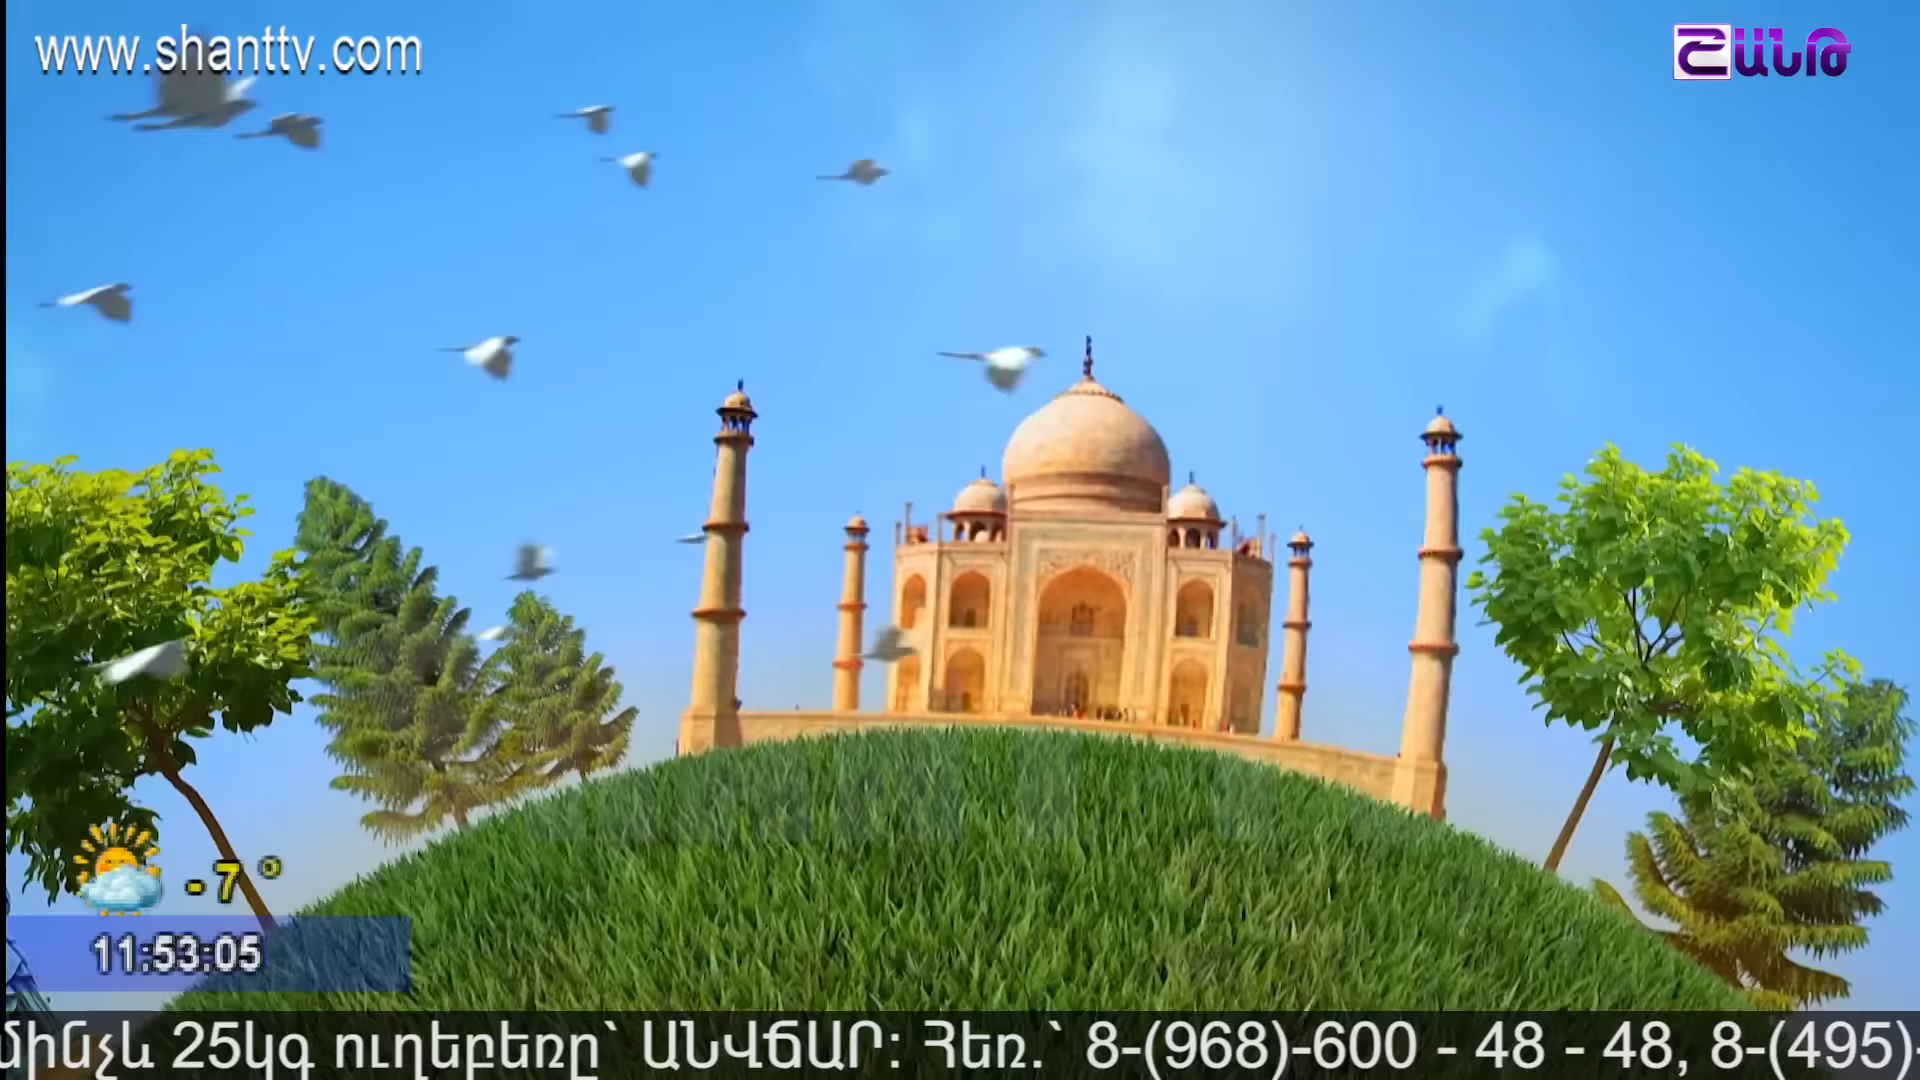 www.shanttv.com
ՇԱՆԹ
- 7 °
11:53:05
մինչև 25կգ ուղեբեռը՝ ԱՆՎՃԱՐ: Հեռ.՝ 8-(968)-600 - 48 - 48, 8-(495)-